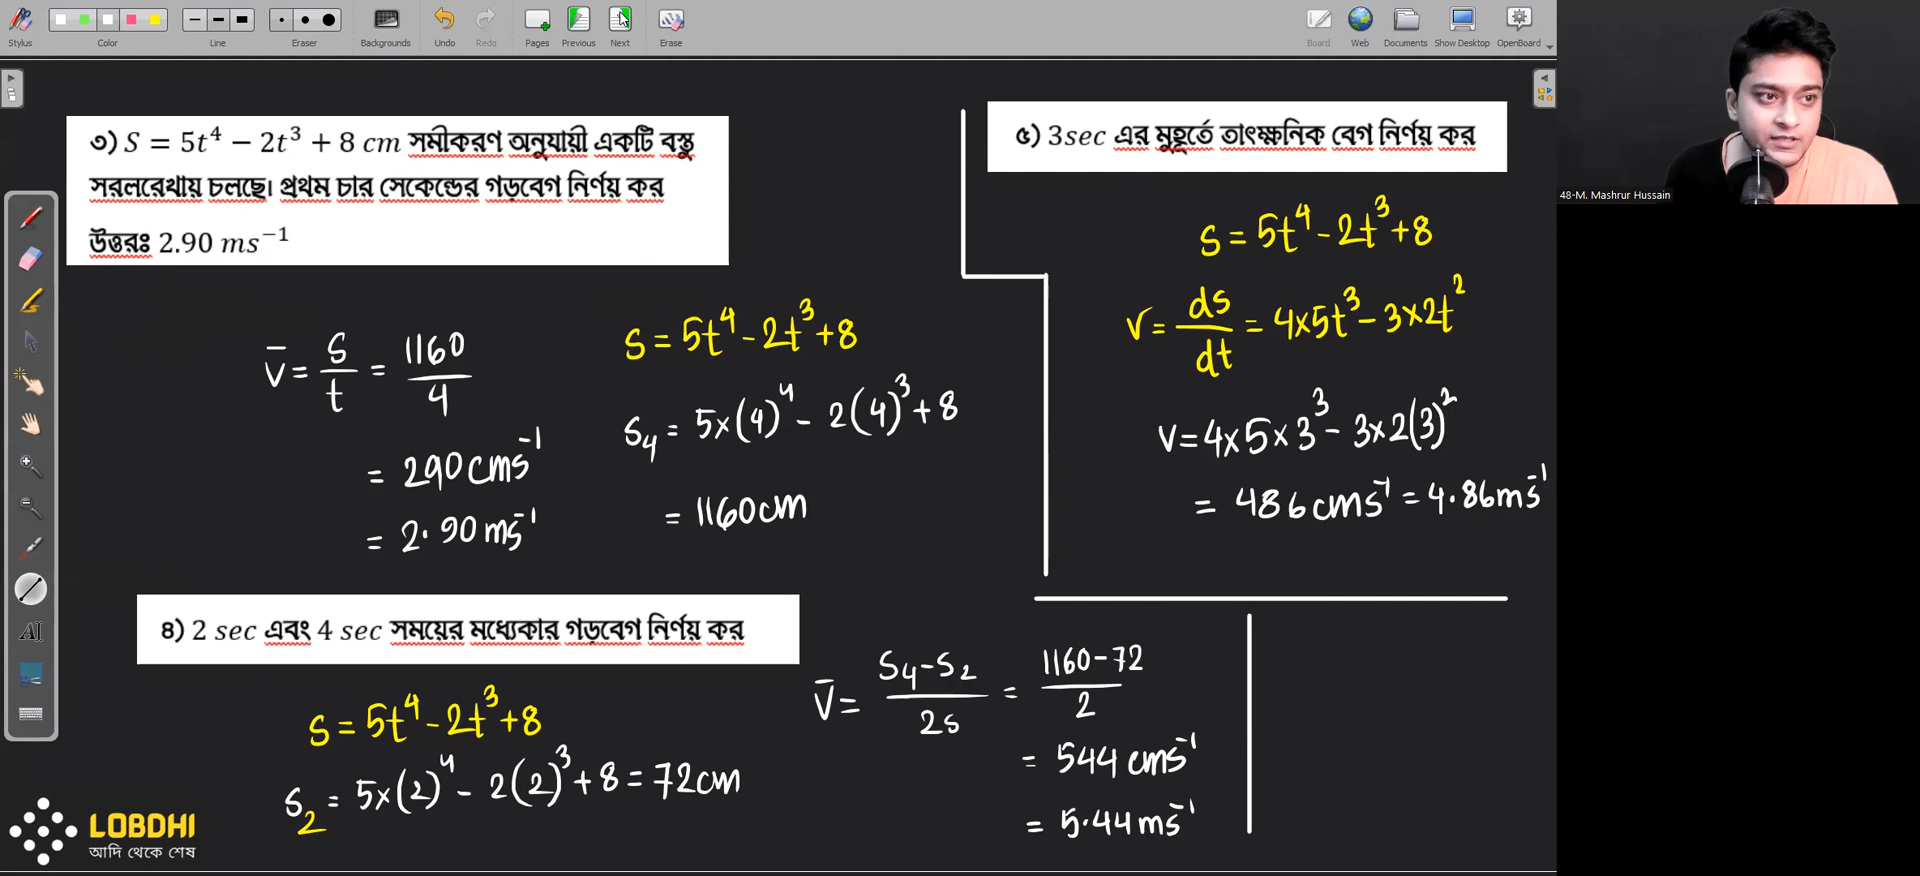 Stylus
Color
Line
Eraser
Backgrounds
Undo
Redo
Pages
Previous
Next
Erase
Board
Web
Documents
Show Desktop
OpenBoard
48-M. Mashrur Hussain
৩) S = 5t⁴ − 2t³ + 8 cm সমীকরণ অনুযায়ী একটি বস্তু
সরলরেখায় চলছে। প্রথম চার সেকেন্ডের গড়বেগ নির্ণয় কর
উত্তরঃ 2.90 ms⁻¹
v̄ = s/t = 1160/4
= 290 cms⁻¹
= 2.90 ms⁻¹
s = 5t⁴ - 2t³ + 8
s₄ = 5×(4)⁴ - 2(4)³ + 8
= 1160 cm
৫) 3sec এর মুহূর্তে তাৎক্ষনিক বেগ নির্ণয় কর
s = 5t⁴ - 2t³ + 8
v = ds/dt = 4×5t³ - 3×2t²
v = 4×5×3³ - 3×2(3)²
= 486 cms⁻¹ = 4.86 ms⁻¹
৪) 2 sec এবং 4 sec সময়ের মধ্যেকার গড়বেগ নির্ণয় কর
s = 5t⁴ - 2t³ + 8
s₂ = 5×(2)⁴ - 2(2)³ + 8 = 72 cm
v̄ = s₄-s₂/2s = 1160-72/2
= 544 cms⁻¹
= 5.44 ms⁻¹
AI
LOBDHI
আদি থেকে শেষ